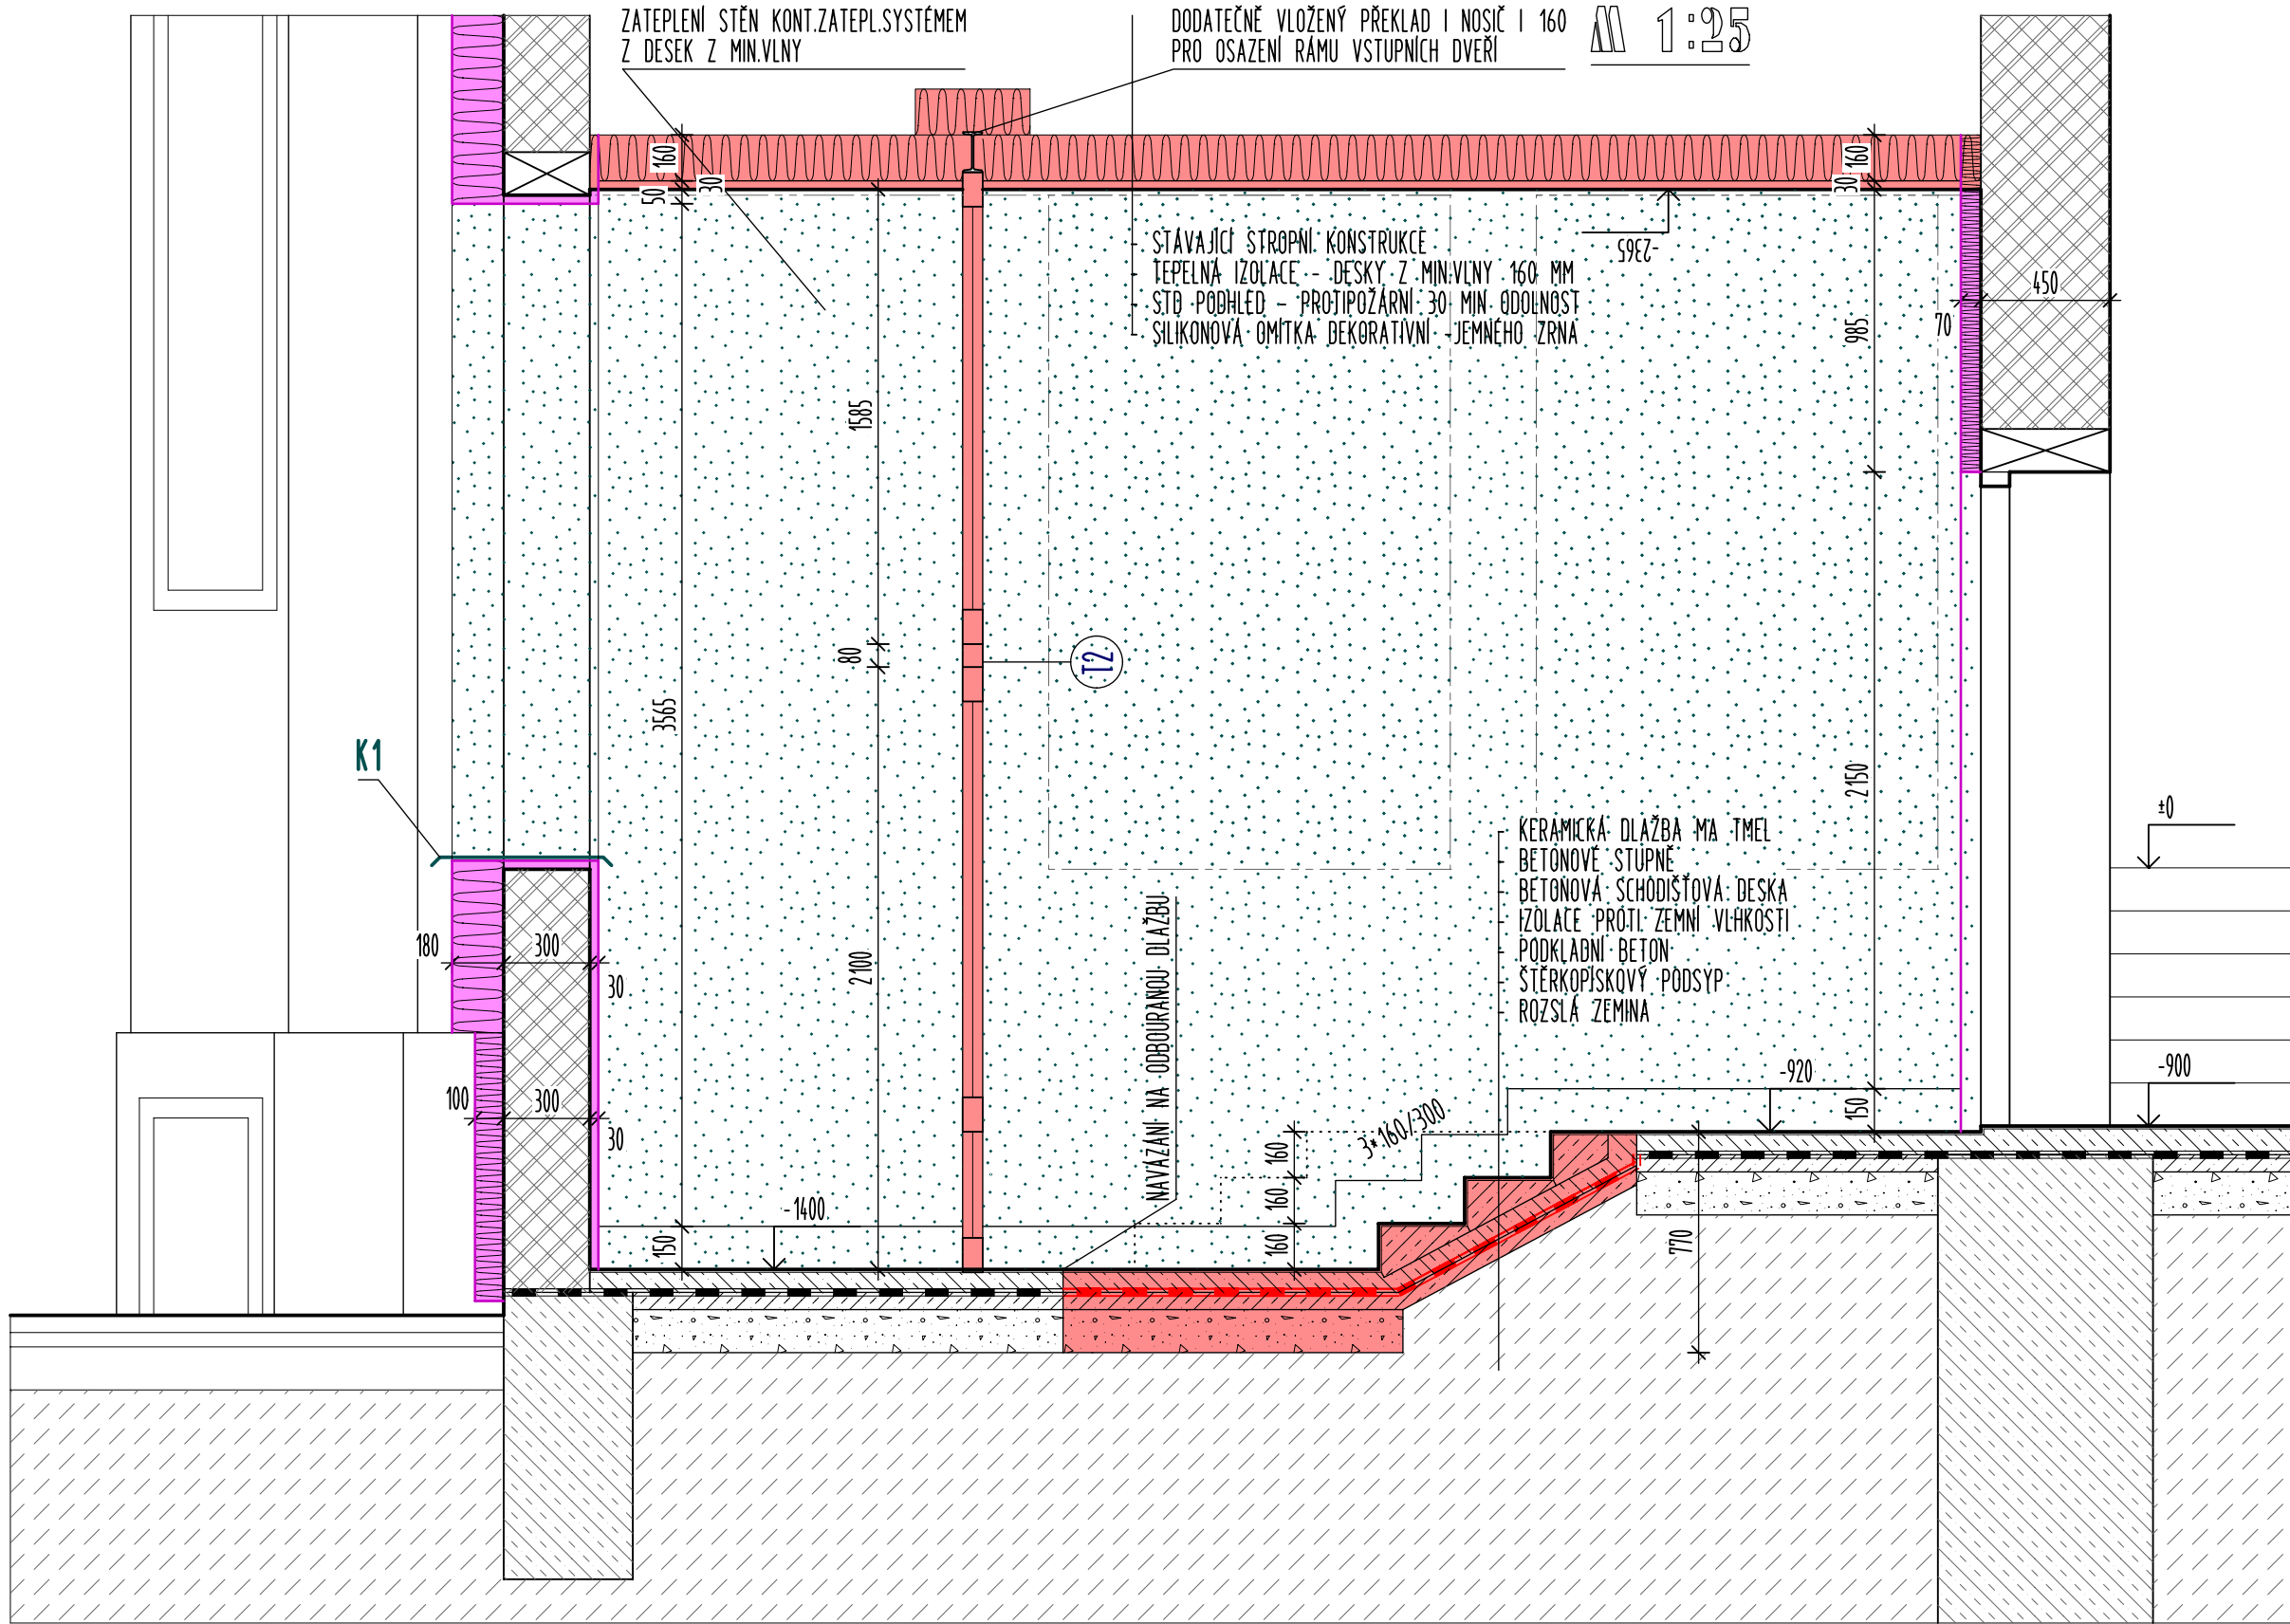 ZATEPLENÍ STĚN KONT.ZATEPL.SYSTÉMEM
Z DESEK Z MIN.VLNY
DODATEČNĚ VLOŽENÝ PŘEKLAD I NOSIČ I 160
PRO OSAZENÍ RÁMU VSTUPNÍCH DVEŘÍ
M 1:25
160
50
30
160
30
-2365
- STÁVAJÍCÍ STROPNÍ KONSTRUKCE
- TEPELNÁ IZOLACE - DESKY Z MIN.VLNY 160 MM
- STD PODHLED - PROTIPOŽÁRNÍ 30 MIN ODOLNOST
- SILIKONOVÁ OMÍTKA DEKORATIVNÍ -JEMNÉHO ZRNA
450
70
985
1585
80
T2
3565
K1
2150
±0
- KERAMICKÁ DLAŽBA MA TMEL
- BETONOVÉ STUPNĚ
- BETONOVÁ SCHODIŠŤOVÁ DESKA
- IZOLACE PROTI ZEMNÍ VLHKOSTI
- PODKLADNÍ BETON
- ŠTĚRKOPÍSKOVÝ PODSYP
- ROZSLÁ ZEMINA
180
300
30
2100
NAVÁZÁNÍ NA ODBOURANOU DLAŽBU
100
300
30
-920
-900
150
3*160/300
160
160
160
-1400
150
770